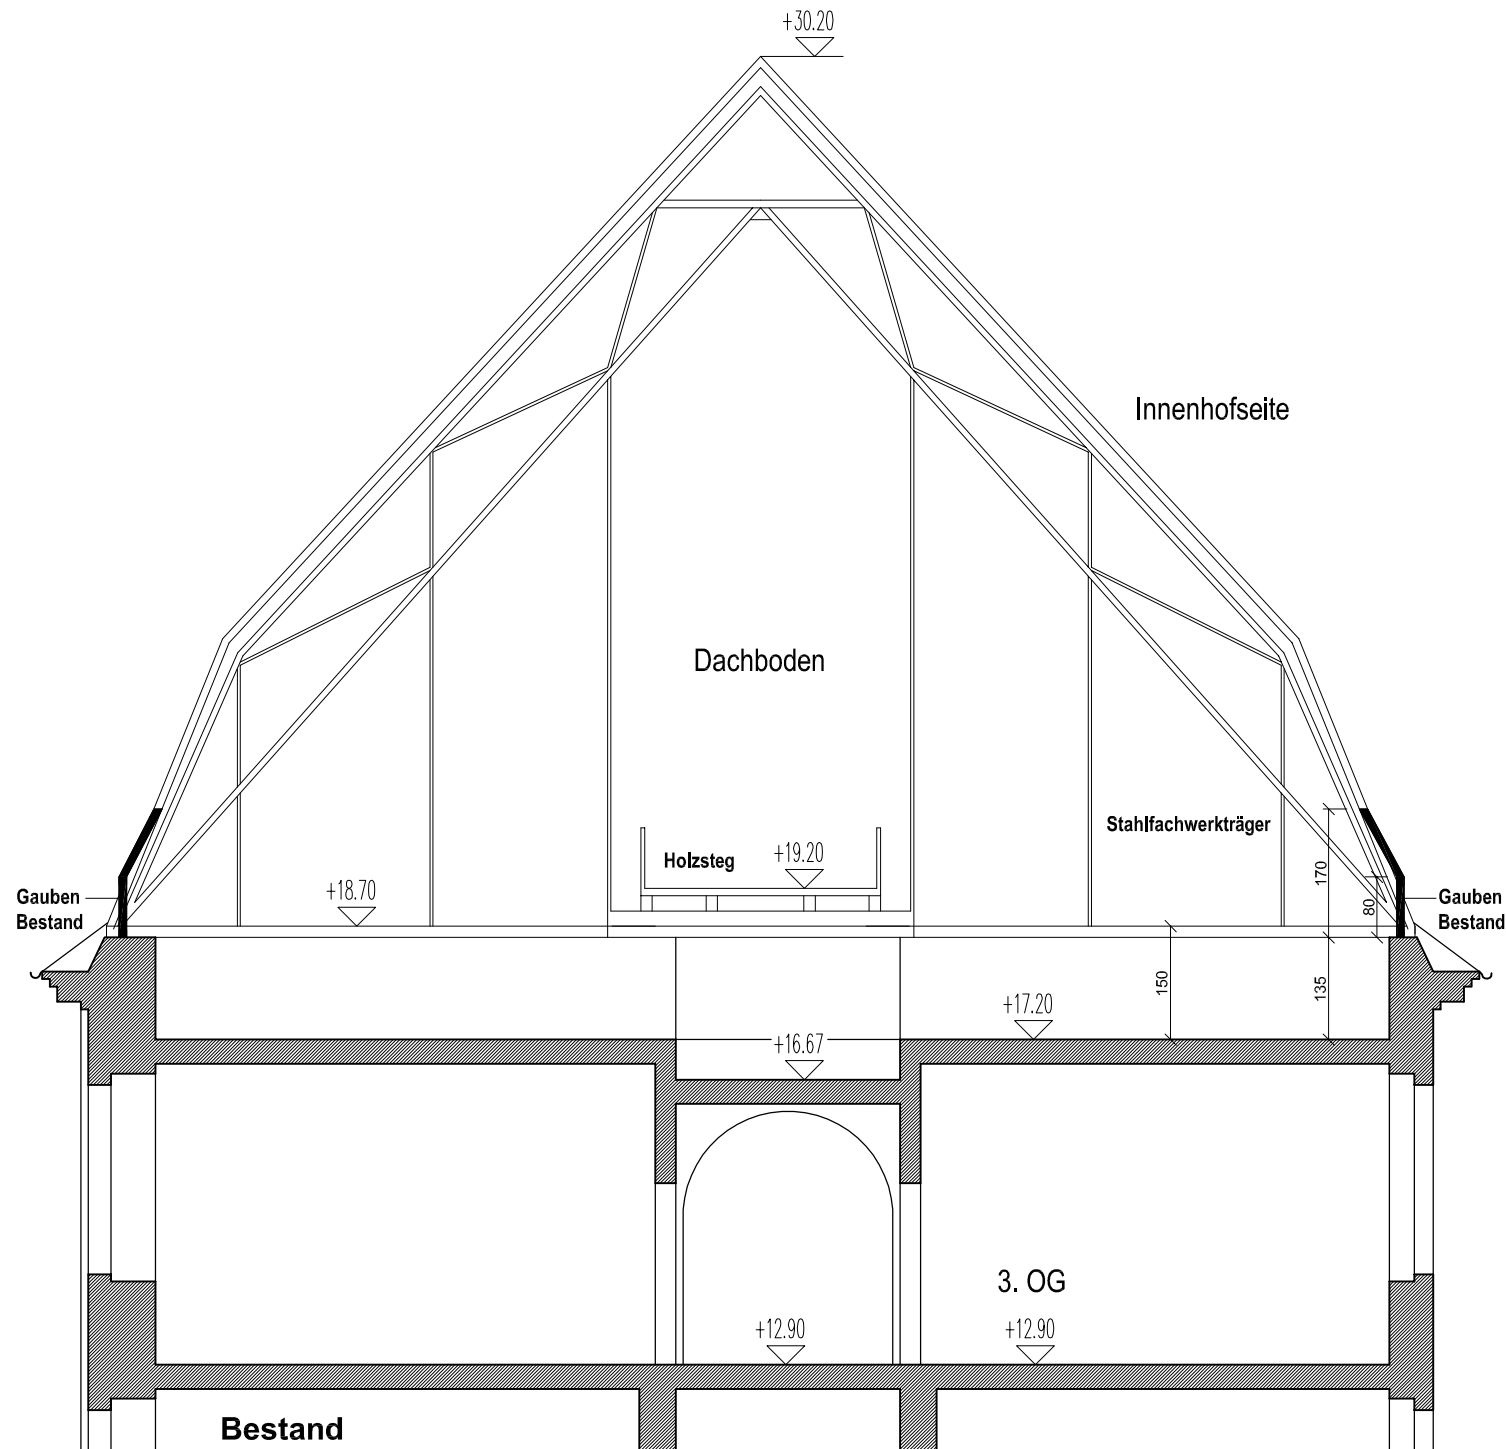 +30.20
Innenhofseite
Dachboden
Stahlfachwerkträger
Holzsteg
+19.20
+18.70
170
80
Gauben
Bestand
Gauben
Bestand
150
135
+17.20
+16.67
3. OG
+12.90
+12.90
Bestand